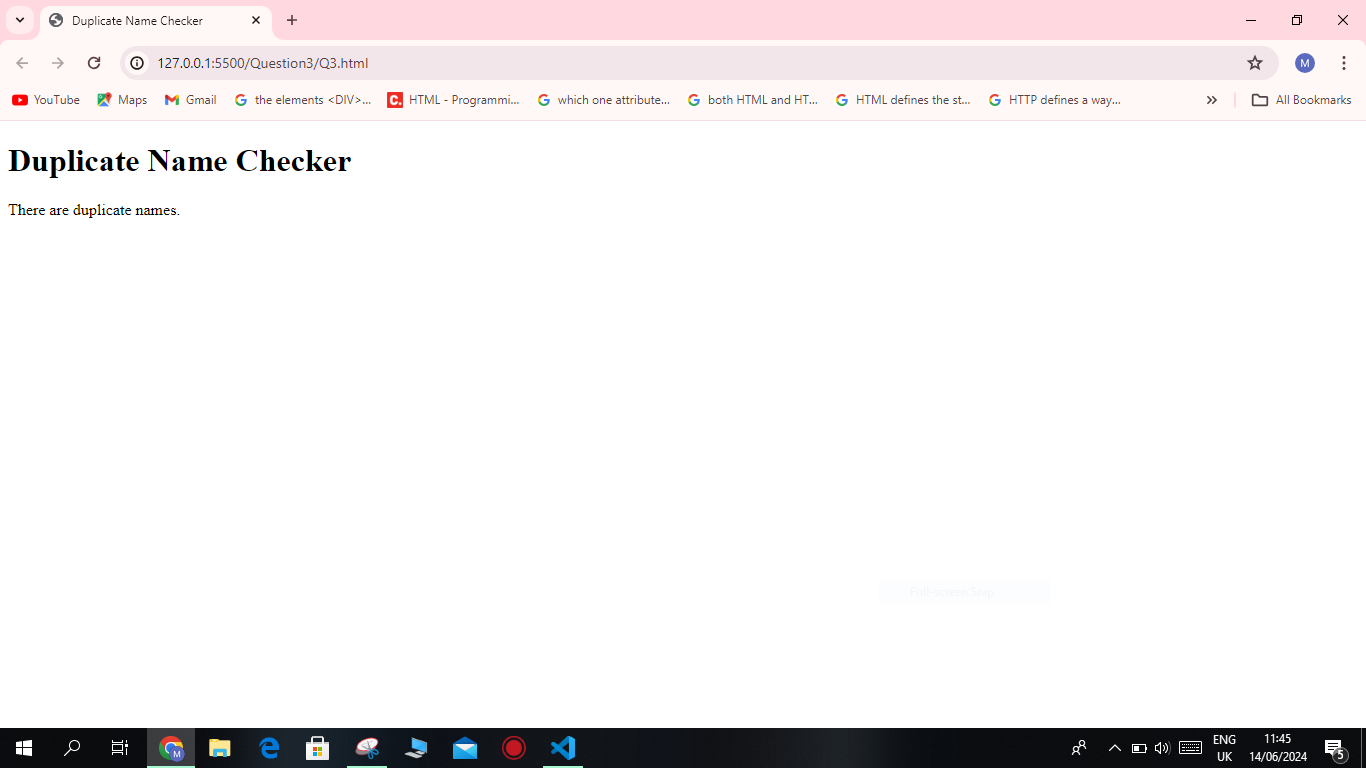 Duplicate Name Checker
127.0.0.1:5500/Question3/Q3.html
M
YouTube
Maps
Gmail
the elements <DIV>...
C.
HTML - Programmi...
which one attribute...
both HTML and HT...
HTML defines the st...
HTTP defines a way...
»
All Bookmarks
Duplicate Name Checker
There are duplicate names.
Full-screen Snip
M
ENG
UK
11:45
14/06/2024
5